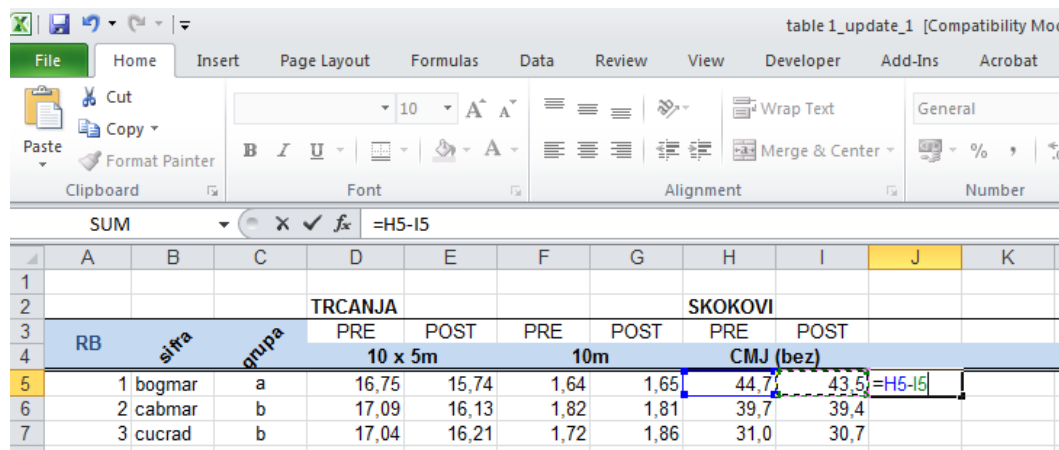 table 1_update_1 [Compatibility Mod
File Home Insert Page Layout Formulas Data Review View Developer Add-Ins Acrobat
Cut
Copy
Format Painter
Paste
10 A A
B I U A
Wrap Text
Merge & Center
General
% ,
Clipboard Font Alignment Number
SUM fx =H5-I5
A B C D E F G H I J K
1
2 TRCANJA SKOKOVI
3 PRE POST PRE POST PRE POST
RB sifra grupa
4 10 x 5m 10m CMJ (bez)
5 1 bogmar a 16,75 15,74 1,64 1,65 44,7 43,5 =H5-I5
6 2 cabmar b 17,09 16,13 1,82 1,81 39,7 39,4
7 3 cucrad b 17,04 16,21 1,72 1,86 31,0 30,7